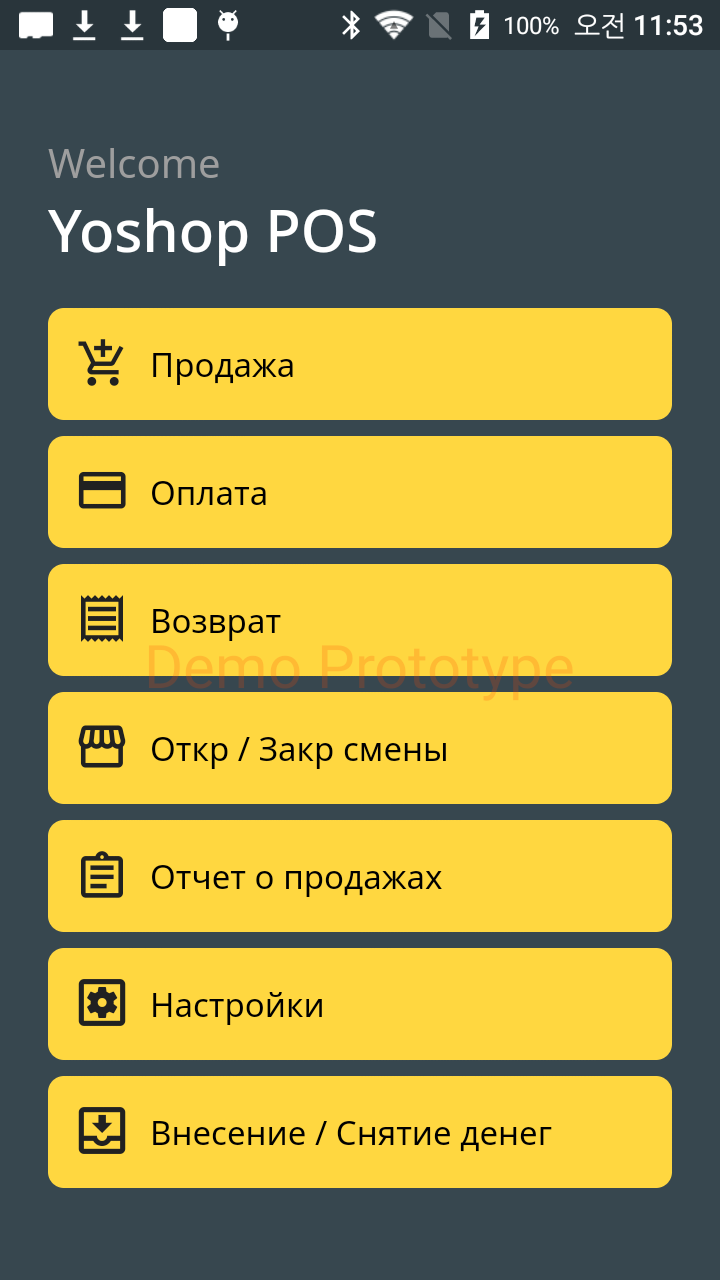 100% 오전 11:53
Welcome
Yoshop POS
Продажа
Оплата
Возврат
Demo Prototype
Откр / Закр смены
Отчет о продажах
Настройки
Внесение / Снятие денег